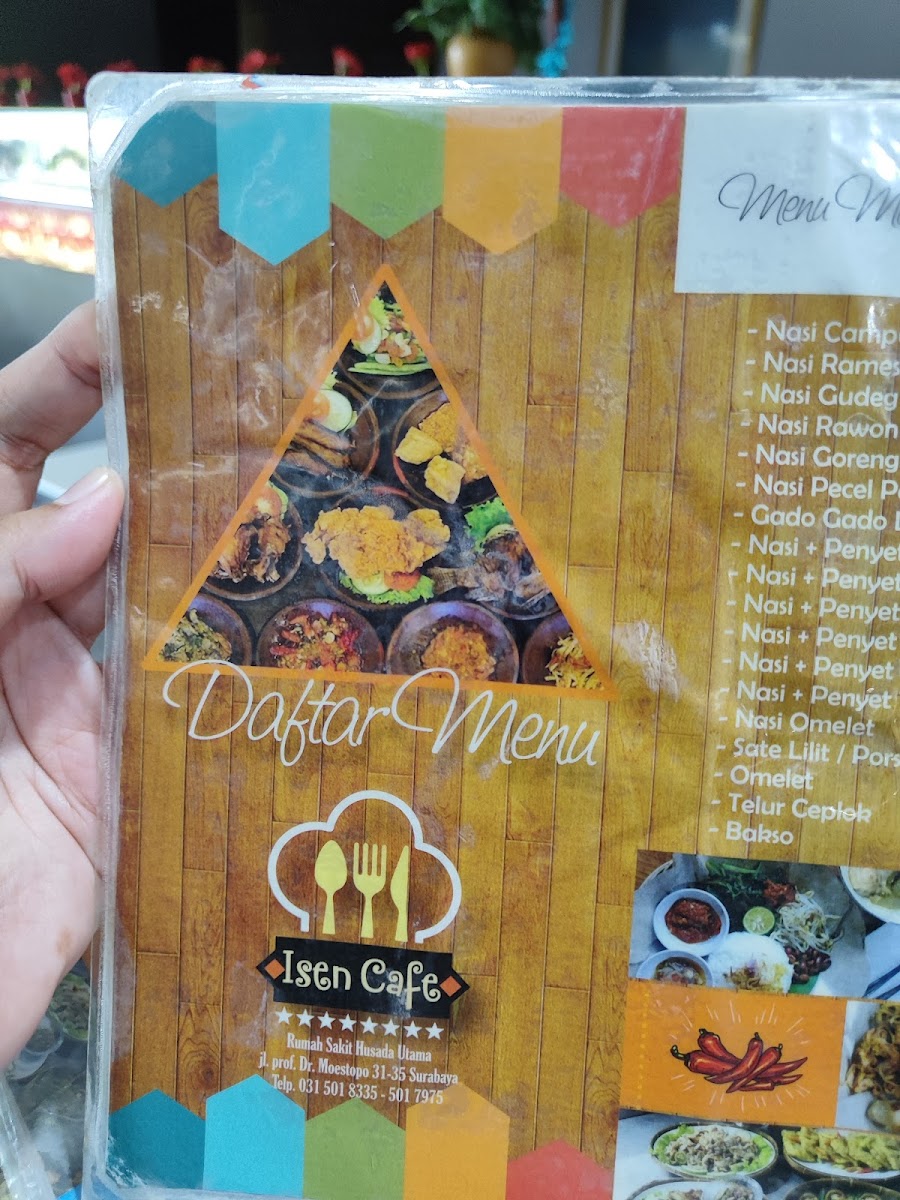 Menu
- Nasi
- Nasi Rames
- Nasi Gudeg
- Nasi Rawon
- Nasi Goreng
- Nasi Pecel
- Gado Gado
- Nasi + Penyet
- Nasi + Penyet
- Nasi + Penyet
- Nasi + Penyet
- Nasi + Penyet
- Nasi + Penyet
- Nasi Omelet
- Sate Lilit /
- Omelet
- Telur Ceplok
- Bakso
Daftar Menu
Isen Cafe
Rumah Sakit Husada Utama
jl. prof. Dr. Moestopo 31-35 Surabaya
Telp. 031 501 8335 - 501 7975